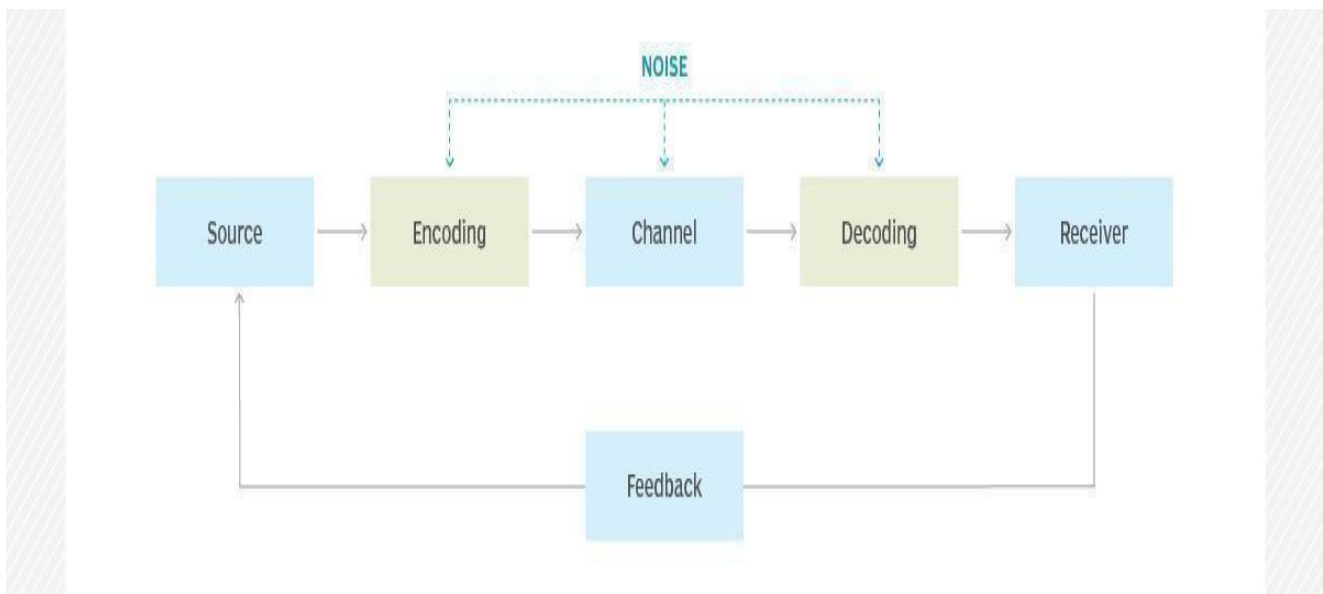 NOISE
Source
Encoding
Channel
Decoding
Receiver
Feedback